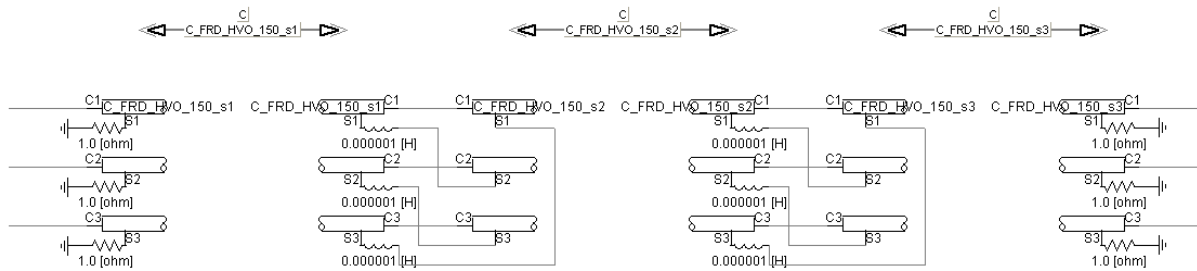 C C C
C_FRD_HVO_150_s1 C_FRD_HVO_150_s2 C_FRD_HVO_150_s3
C1 C1 C1 C1 C1 C1
C_FRD_HVO_150_s1 C_FRD_HVO_150_s1 C_FRD_HVO_150_s2 C_FRD_HVO_150_s2 C_FRD_HVO_150_s3 C_FRD_HVO_150_s3
S1 S1 S1 S1 S1 S1
1.0 [ohm] 0.000001 [H] 0.000001 [H] 1.0 [ohm]
C2 C2 C2 C2 C2 C2
S2 S2 S2 S2 S2 S2
1.0 [ohm] 0.000001 [H] 0.000001 [H] 1.0 [ohm]
C3 C3 C3 C3 C3 C3
S3 S3 S3 S3 S3 S3
1.0 [ohm] 0.000001 [H] 0.000001 [H] 1.0 [ohm]